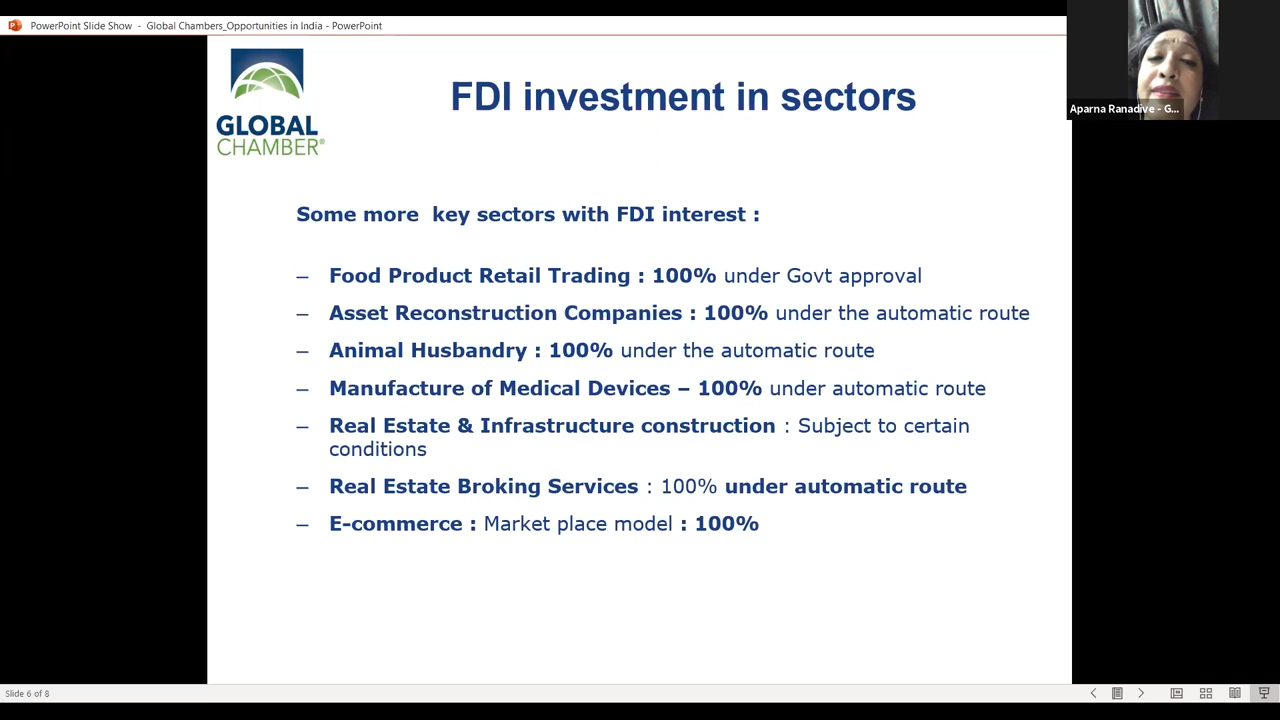 PowerPoint Slide Show - Global Chambers_Opportunities in India - PowerPoint
Aparna Ranadive - G...
GLOBAL
CHAMBER®
FDI investment in sectors
Some more key sectors with FDI interest :
– Food Product Retail Trading : 100% under Govt approval
– Asset Reconstruction Companies : 100% under the automatic route
– Animal Husbandry : 100% under the automatic route
– Manufacture of Medical Devices – 100% under automatic route
– Real Estate & Infrastructure construction : Subject to certain
conditions
– Real Estate Broking Services : 100% under automatic route
– E-commerce : Market place model : 100%
Slide 6 of 8